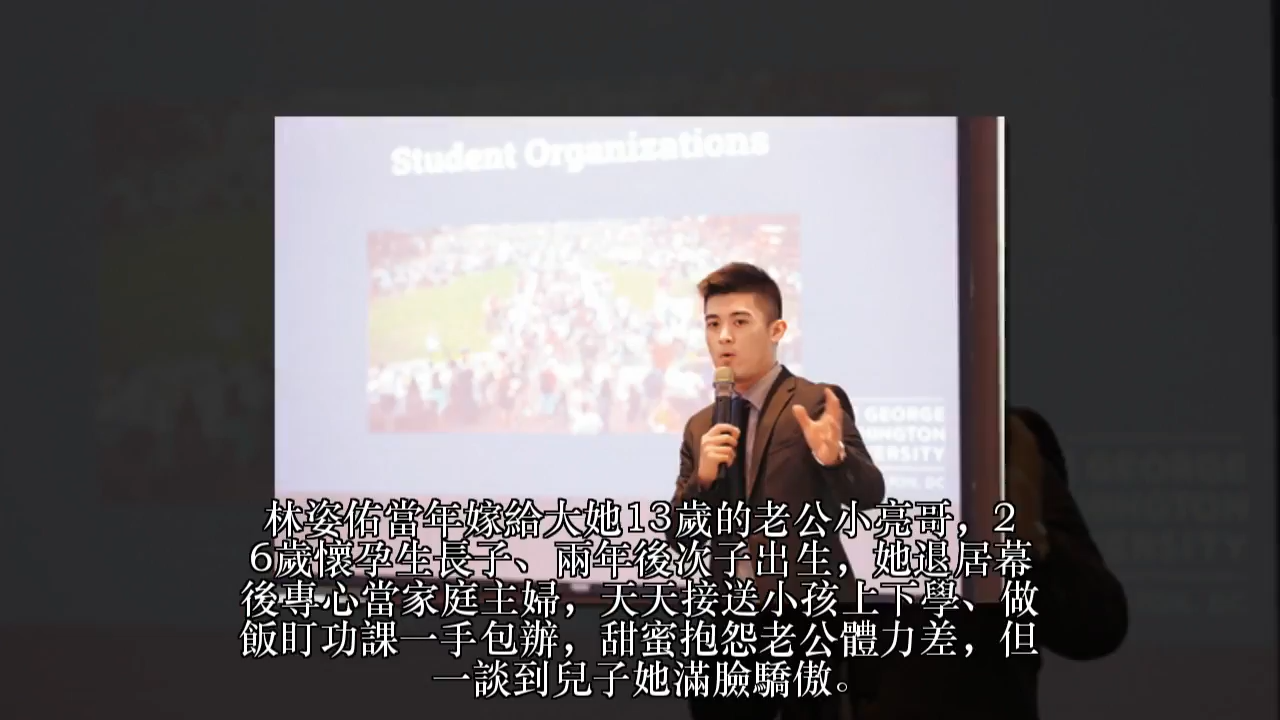 Student Organizations
GEORGE
HINGTON
ERSITY
DC
林姿佑當年嫁給大她13歲的老公小亮哥，2
6歲懷孕生長子、兩年後次子出生，她退居幕
後專心當家庭主婦，天天接送小孩上下學、做
飯盯功課一手包辦，甜蜜抱怨老公體力差，但
一談到兒子她滿臉驕傲。